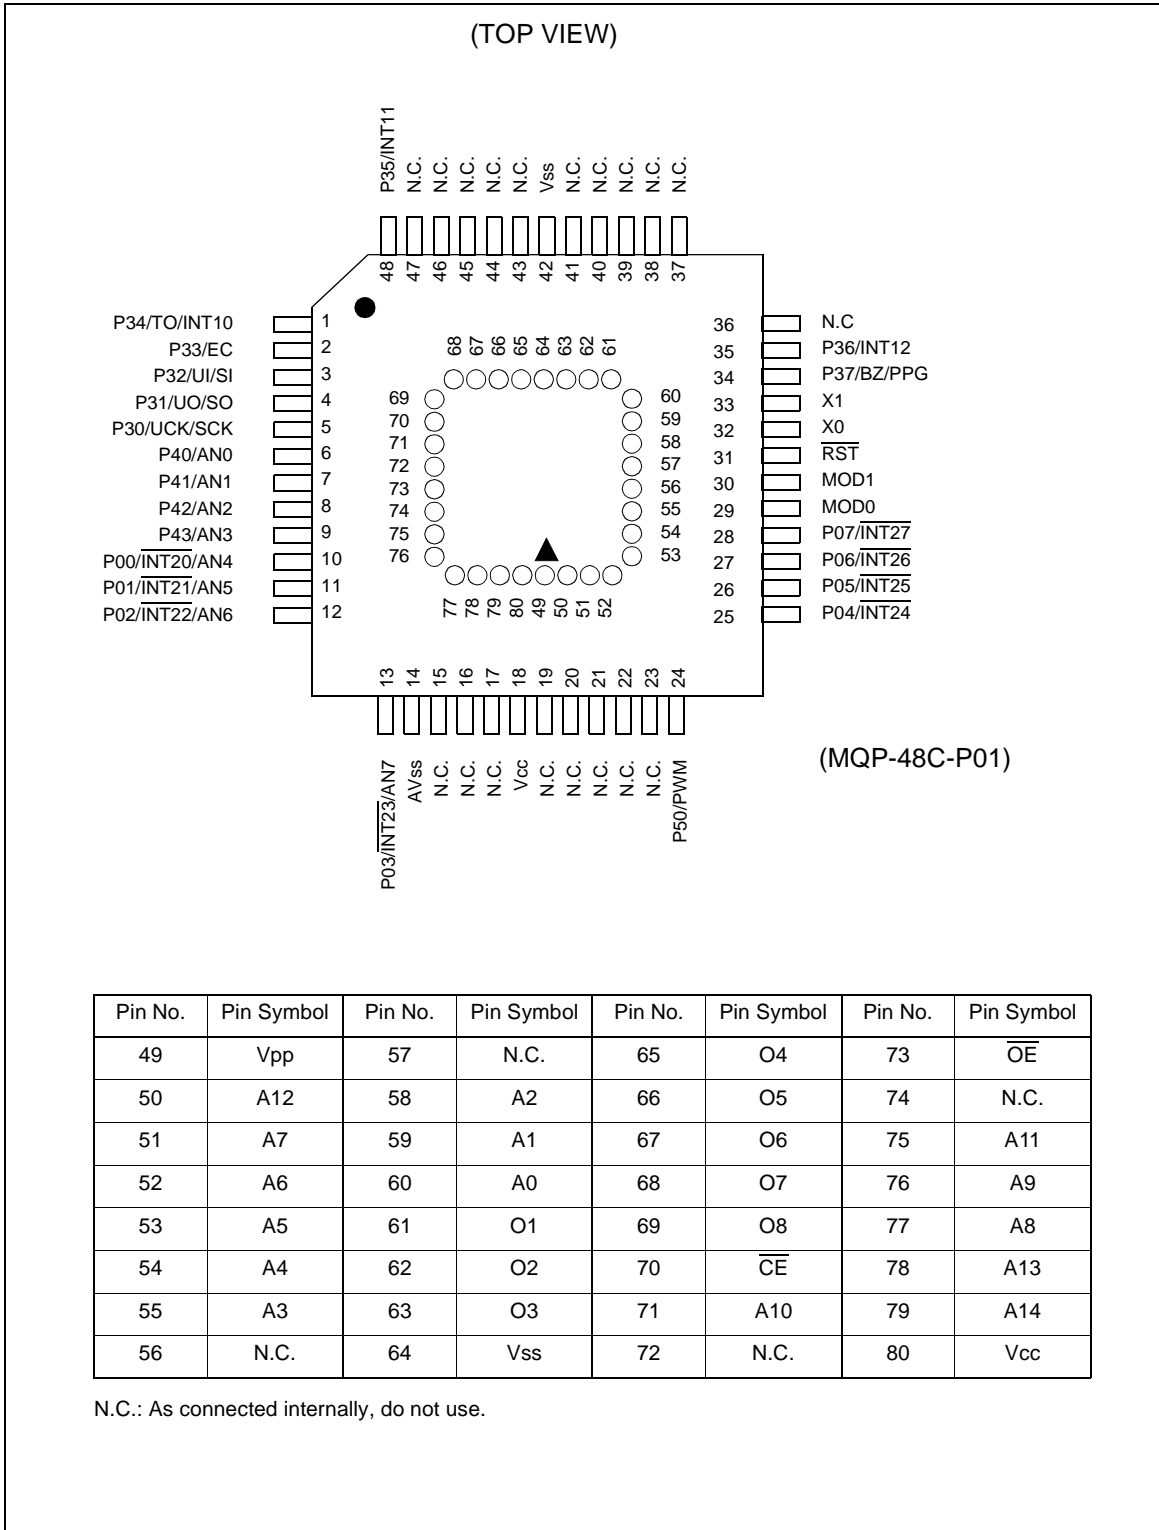 (TOP VIEW)
P35/INT11
N.C.
N.C.
N.C.
N.C.
N.C.
Vss
N.C.
N.C.
N.C.
N.C.
N.C.
48 47 46 45 44 43 42 41 40 39 38 37
P34/TO/INT10 1
P33/EC 2
P32/UI/SI 3
P31/UO/SO 4
P30/UCK/SCK 5
P40/AN0 6
P41/AN1 7
P42/AN2 8
P43/AN3 9
P00/INT20/AN4 10
P01/INT21/AN5 11
P02/INT22/AN6 12
68 67 66 65 64 63 62 61
69
70
71
72
73
74
75
76
60
59
58
57
56
55
54
53
77 78 79 80 49 50 51 52
36 N.C
35 P36/INT12
34 P37/BZ/PPG
33 X1
32 X0
31 RST
30 MOD1
29 MOD0
28 P07/INT27
27 P06/INT26
26 P05/INT25
25 P04/INT24
13 14 15 16 17 18 19 20 21 22 23 24
P03/INT23/AN7
AVss
N.C.
N.C.
N.C.
Vcc
N.C.
N.C.
N.C.
N.C.
N.C.
P50/PWM
(MQP-48C-P01)
Pin No. Pin Symbol Pin No. Pin Symbol Pin No. Pin Symbol Pin No. Pin Symbol
49 Vpp 57 N.C. 65 O4 73 OE
50 A12 58 A2 66 O5 74 N.C.
51 A7 59 A1 67 O6 75 A11
52 A6 60 A0 68 O7 76 A9
53 A5 61 O1 69 O8 77 A8
54 A4 62 O2 70 CE 78 A13
55 A3 63 O3 71 A10 79 A14
56 N.C. 64 Vss 72 N.C. 80 Vcc
N.C.: As connected internally, do not use.